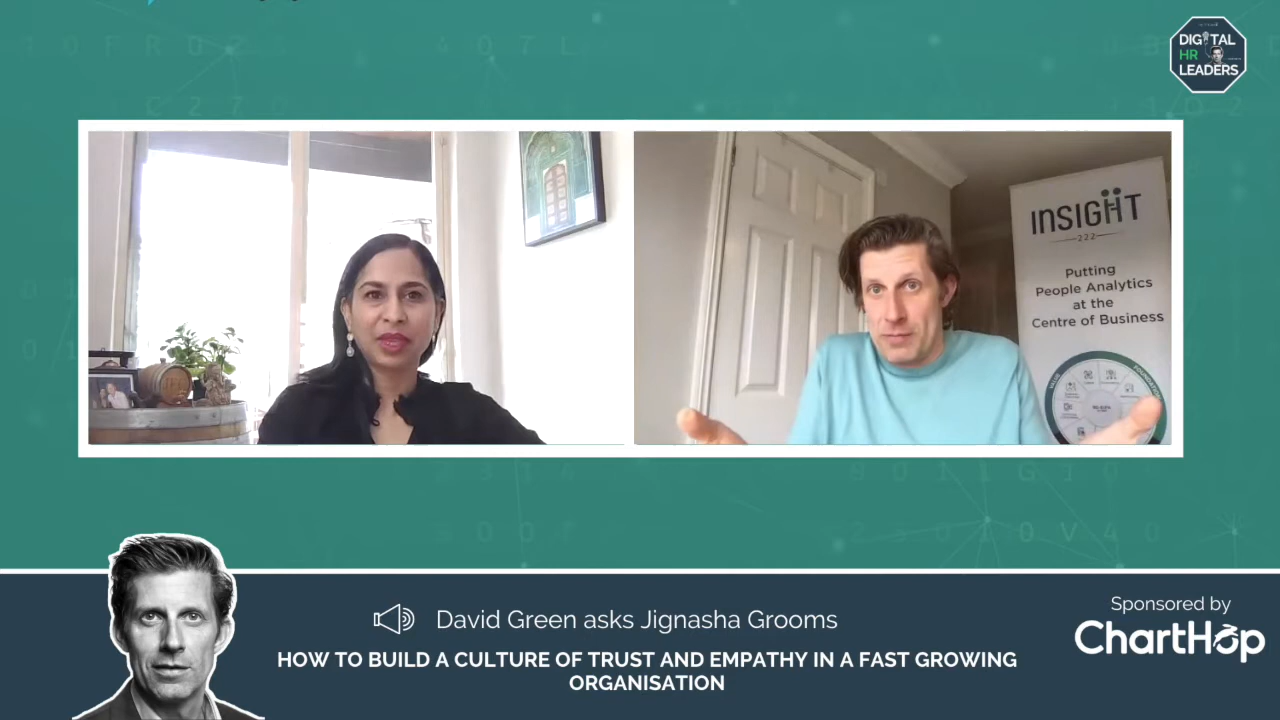 DIGITAL
HR
LEADERS
INSIGHT
222
Putting
People Analytics
at the
Centre of Business
David Green asks Jignasha Grooms
HOW TO BUILD A CULTURE OF TRUST AND EMPATHY IN A FAST GROWING
ORGANISATION
Sponsored by
ChartHop